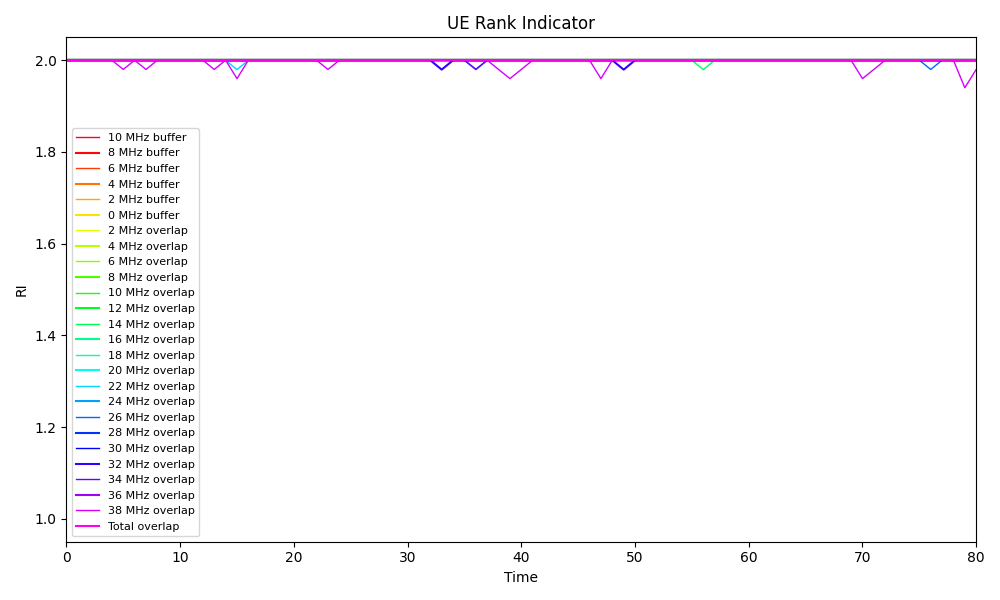 UE Rank Indicator
2.0
1.8
1.6
1.4
1.2
1.0
RI
10 MHz buffer
8 MHz buffer
6 MHz buffer
4 MHz buffer
2 MHz buffer
0 MHz buffer
2 MHz overlap
4 MHz overlap
6 MHz overlap
8 MHz overlap
10 MHz overlap
12 MHz overlap
14 MHz overlap
16 MHz overlap
18 MHz overlap
20 MHz overlap
22 MHz overlap
24 MHz overlap
26 MHz overlap
28 MHz overlap
30 MHz overlap
32 MHz overlap
34 MHz overlap
36 MHz overlap
38 MHz overlap
Total overlap
0 10 20 30 40 50 60 70 80
Time